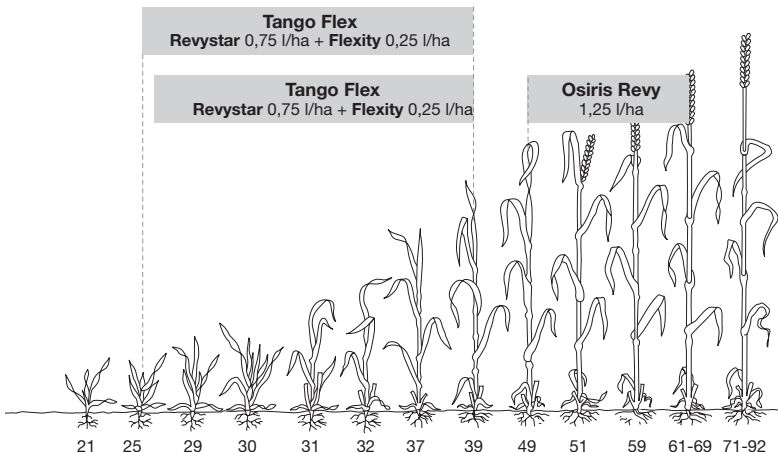 Tango Flex
Revystar 0,75 l/ha + Flexity 0,25 l/ha
Tango Flex
Revystar 0,75 l/ha + Flexity 0,25 l/ha
Osiris Revy
1,25 l/ha
21 25 29 30 31 32 37 39 49 51 59 61-69 71-92